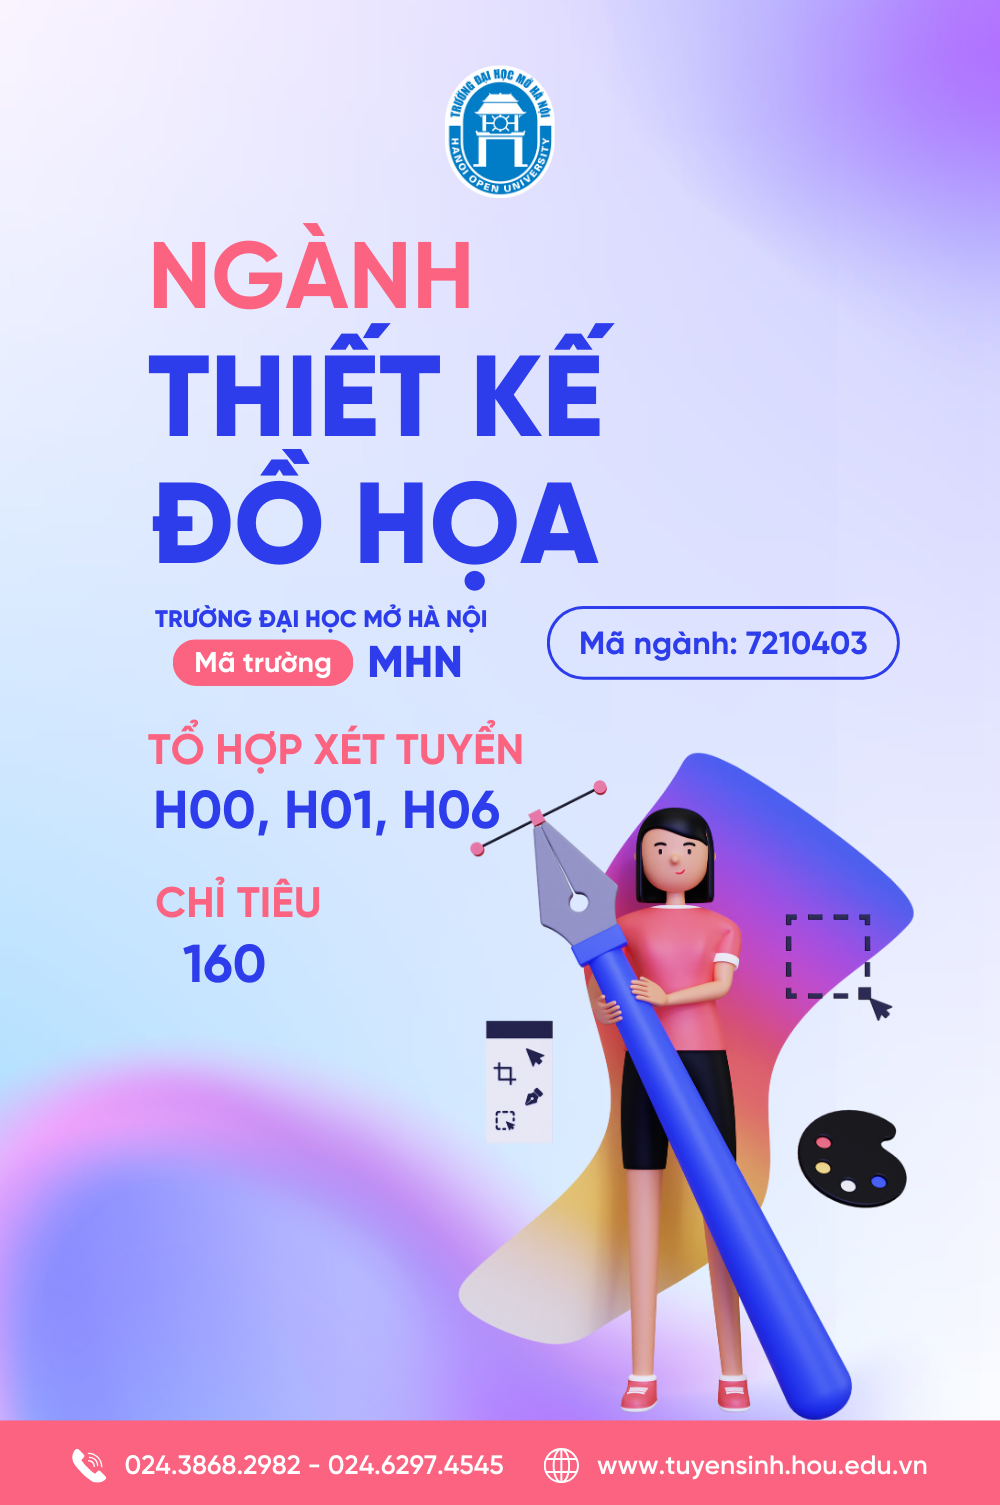 TRƯỜNG ĐẠI HỌC MỞ HÀ NỘI
HANOI OPEN UNIVERSITY
NGÀNH
THIẾT KẾ
ĐỒ HỌA
TRƯỜNG ĐẠI HỌC MỞ HÀ NỘI
Mã trường MHN
Mã ngành: 7210403
TỔ HỢP XÉT TUYỂN
H00, H01, H06
CHỈ TIÊU
160
024.3868.2982 - 024.6297.4545
www.tuyensinh.hou.edu.vn